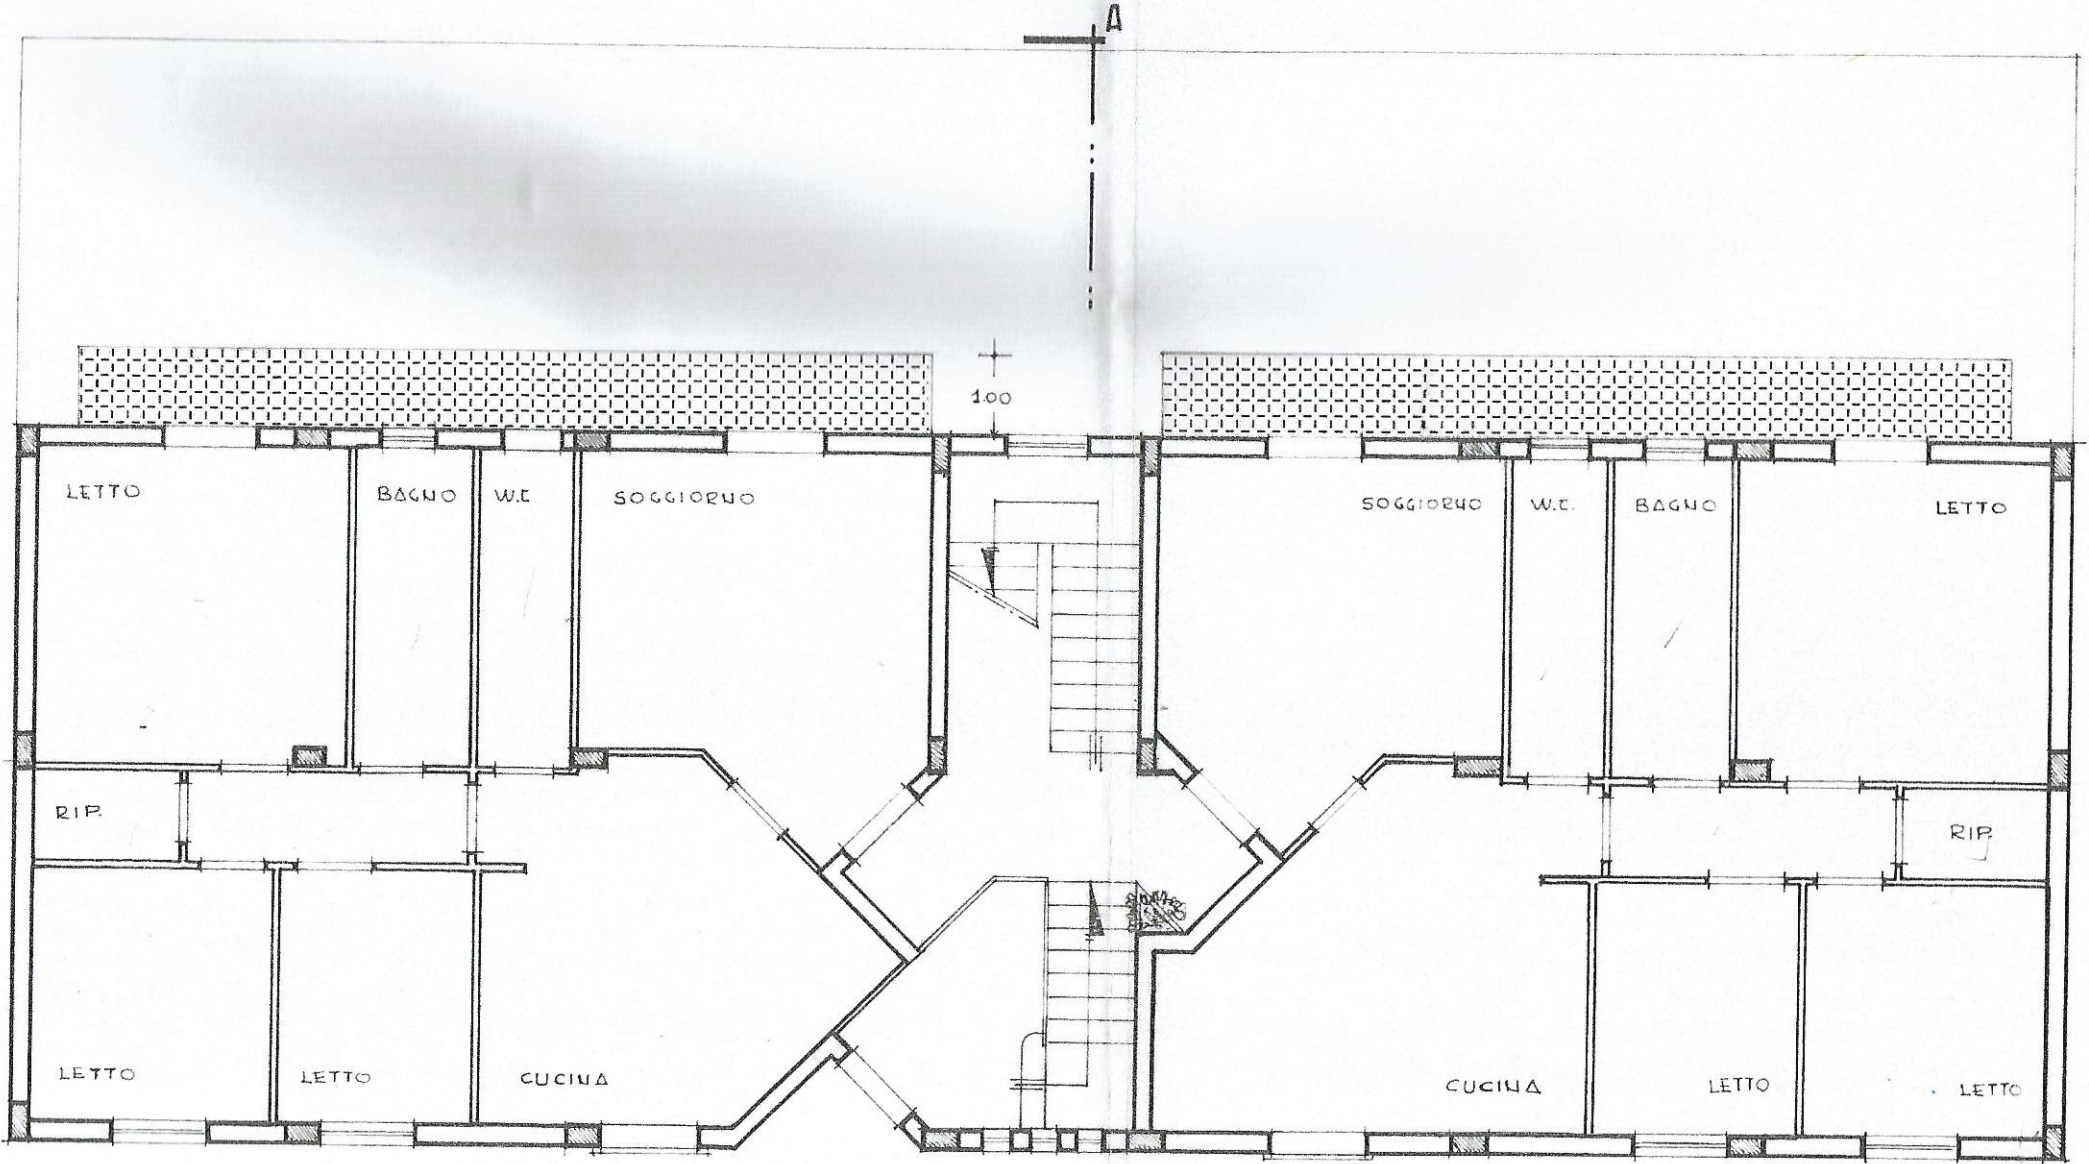 A
1.00
LETTO
BAGNO
W.C
SOGGIORNO
SOGGIORNO
W.C.
BAGNO
LETTO
RIP.
RIP.
LETTO
LETTO
CUCINA
CUCINA
LETTO
LETTO